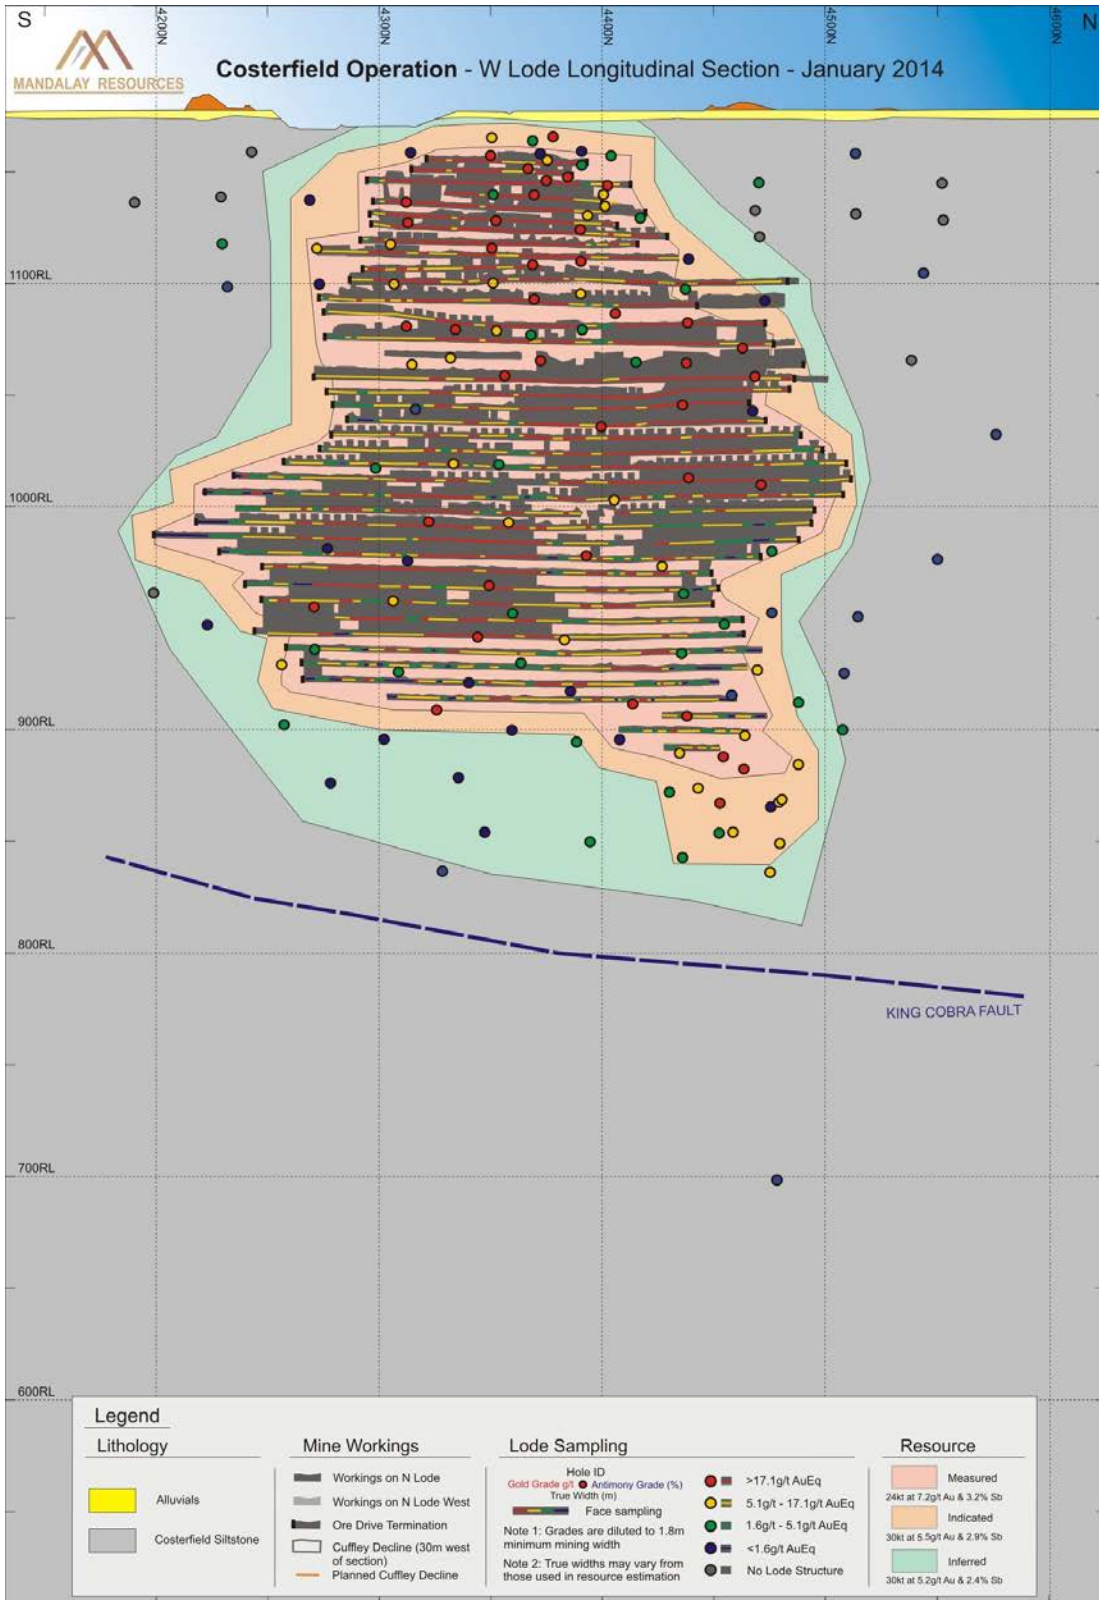 S
4200N
4300N
4400N
4500N
4600N
N
MANDALAY RESOURCES
Costerfield Operation - W Lode Longitudinal Section - January 2014
1100RL
1000RL
900RL
800RL
KING COBRA FAULT
700RL
600RL
Legend
Lithology
Alluvials
Costerfield Siltstone
Mine Workings
Workings on N Lode
Workings on N Lode West
Ore Drive Termination
Cuffley Decline (30m west
of section)
Planned Cuffley Decline
Lode Sampling
Hole ID
Gold Grade g/t Antimony Grade (%)
True Width (m)
Face sampling
Note 1: Grades are diluted to 1.8m
minimum mining width
Note 2: True widths may vary from
those used in resource estimation
>17.1g/t AuEq
5.1g/t - 17.1g/t AuEq
1.6g/t - 5.1g/t AuEq
<1.6g/t AuEq
No Lode Structure
Resource
Measured
24kt at 7.2g/t Au & 3.2% Sb
Indicated
30kt at 5.5g/t Au & 2.9% Sb
Inferred
30kt at 5.2g/t Au & 2.4% Sb